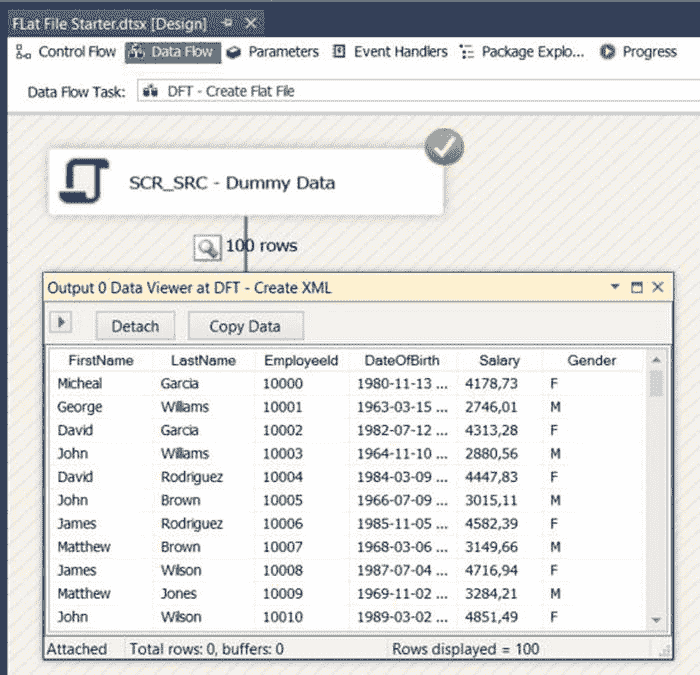 FLat File Starter.dtsx [Design]
Control Flow Data Flow Parameters Event Handlers Package Explo... Progress
Data Flow Task: DFT - Create Flat File
SCR_SRC - Dummy Data
100 rows
Output 0 Data Viewer at DFT - Create XML
Detach Copy Data
FirstName LastName EmployeeId DateOfBirth Salary Gender
Micheal Garcia 10000 1980-11-13 ... 4178,73 F
George Williams 10001 1963-03-15 ... 2746,01 M
David Garcia 10002 1982-07-12 ... 4313,28 F
John Williams 10003 1964-11-10 ... 2880,56 M
David Rodriguez 10004 1984-03-09 ... 4447,83 F
John Brown 10005 1966-07-09 ... 3015,11 M
James Rodriguez 10006 1985-11-05 ... 4582,39 F
Matthew Brown 10007 1968-03-06 ... 3149,66 M
James Wilson 10008 1987-07-04 ... 4716,94 F
Matthew Jones 10009 1969-11-02 ... 3284,21 M
John Wilson 10010 1989-03-02 ... 4851,49 F
Attached Total rows: 0, buffers: 0 Rows displayed = 100